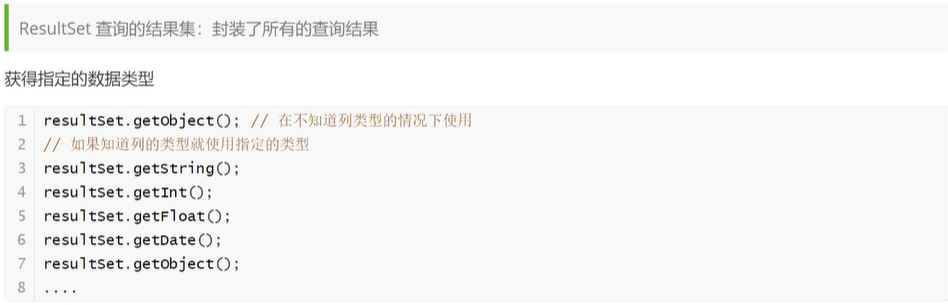 ResultSet 查询的结果集：封装了所有的查询结果
获得指定的数据类型
1 resultSet.getObject(); // 在不知道列类型的情况下使用
2 // 如果知道列的类型就使用指定的类型
3 resultSet.getString();
4 resultSet.getInt();
5 resultSet.getFloat();
6 resultSet.getDate();
7 resultSet.getObject();
8 ....